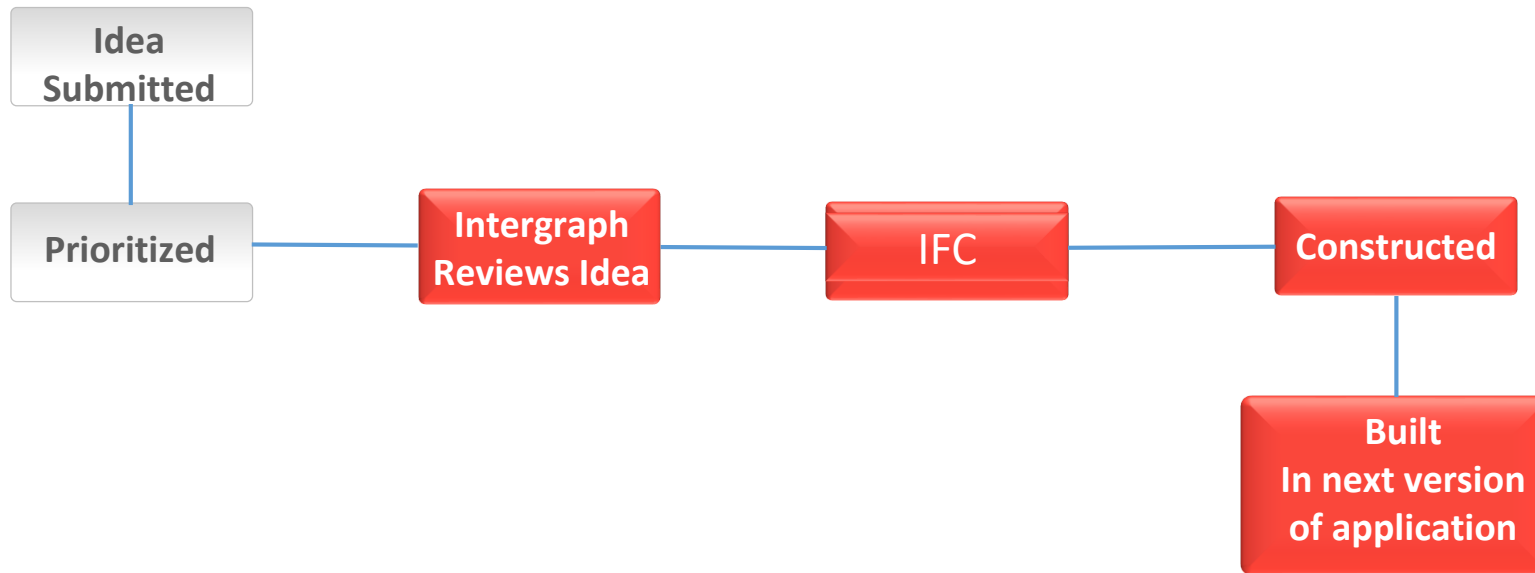 Idea
Submitted
Prioritized
Intergraph
Reviews Idea
IFC
Constructed
Built
In next version
of application